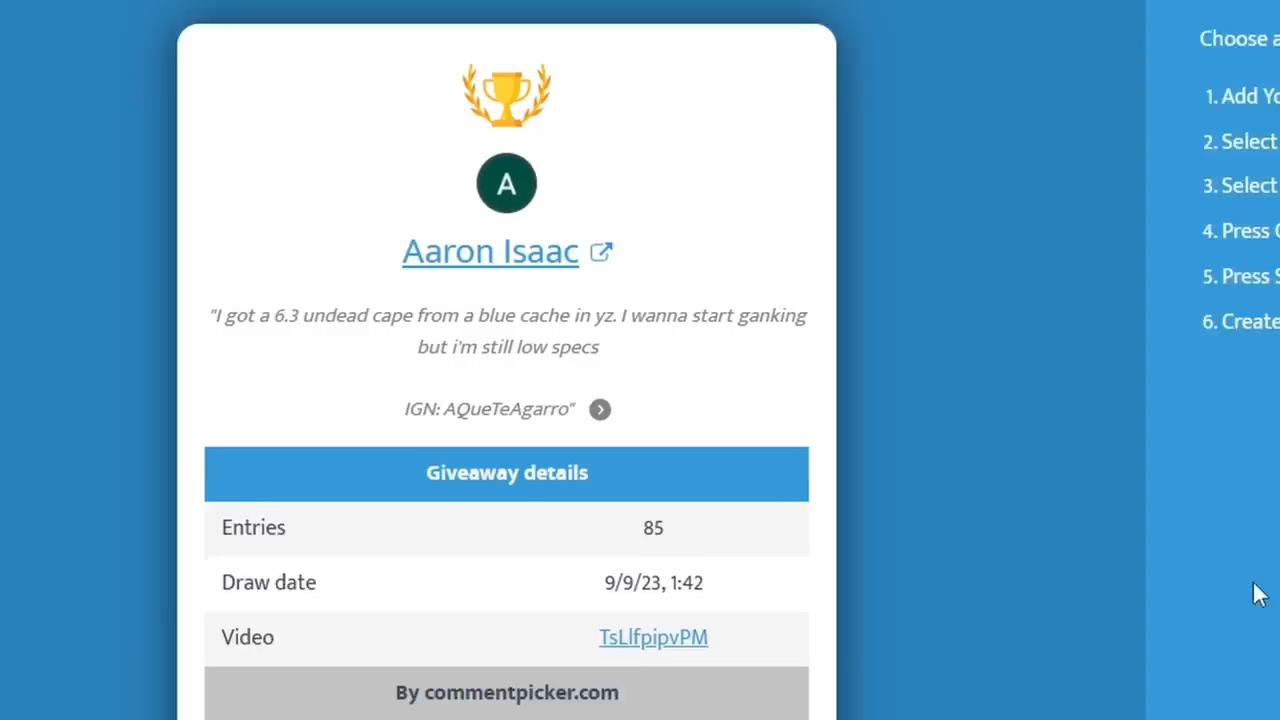 A
Aaron Isaac
"I got a 6.3 undead cape from a blue cache in yz. I wanna start ganking
but i'm still low specs
IGN: AQueTeAgarro"
Giveaway details
Entries 85
Draw date 9/9/23, 1:42
Video TsLlfpipvPM
By commentpicker.com
Choose a
1. Add Yo
2. Select
3. Select
4. Press
5. Press
6. Create